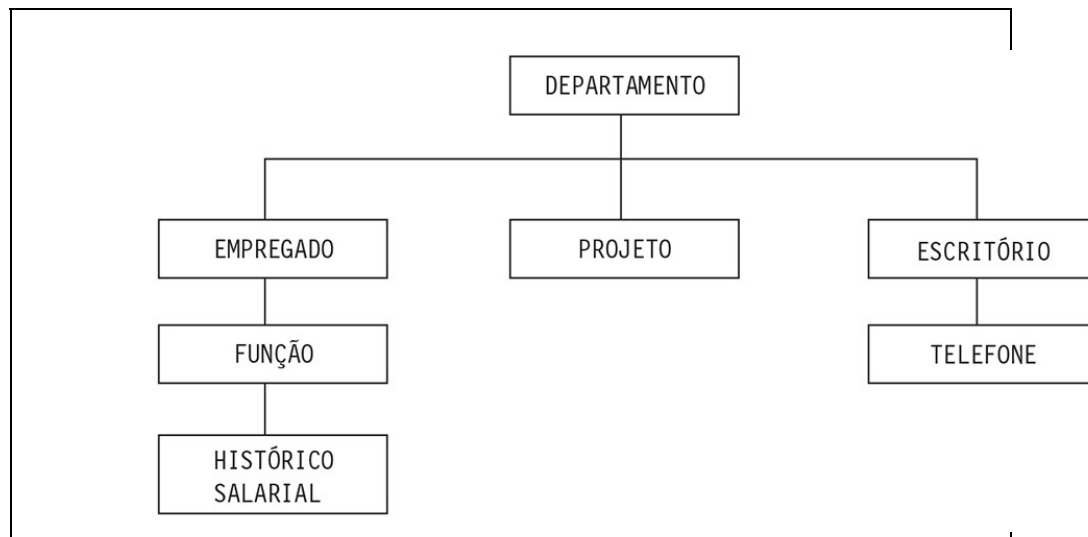 DEPARTAMENTO
EMPREGADO
PROJETO
ESCRITÓRIO
FUNÇÃO
TELEFONE
HISTÓRICO
SALARIAL